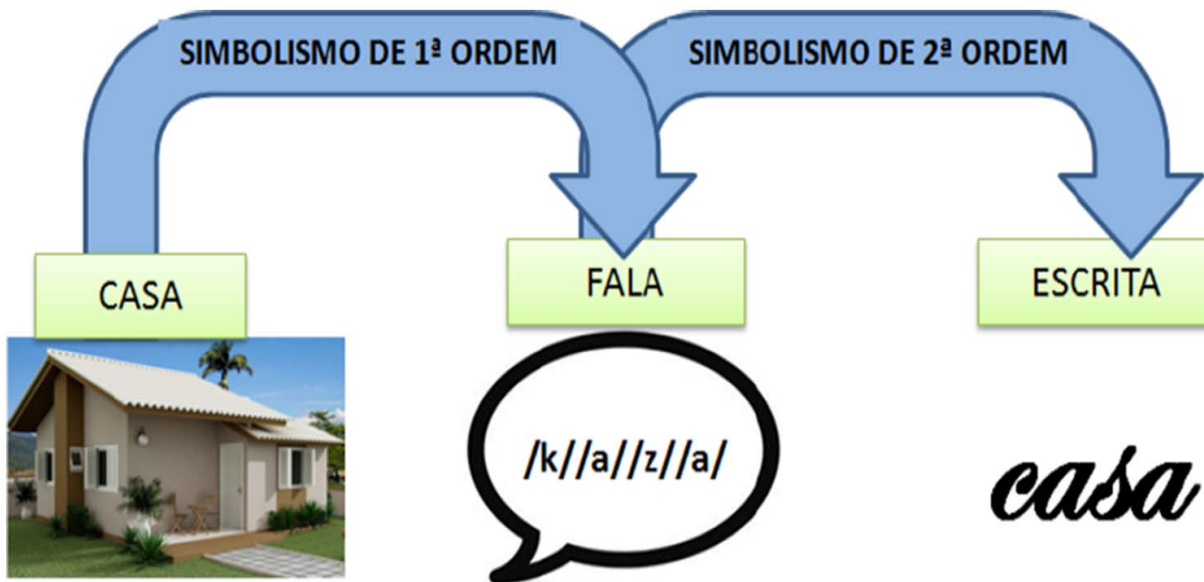 SIMBOLISMO DE 1ª ORDEM
SIMBOLISMO DE 2ª ORDEM
CASA
FALA
ESCRITA
/k//a//z//a/
casa